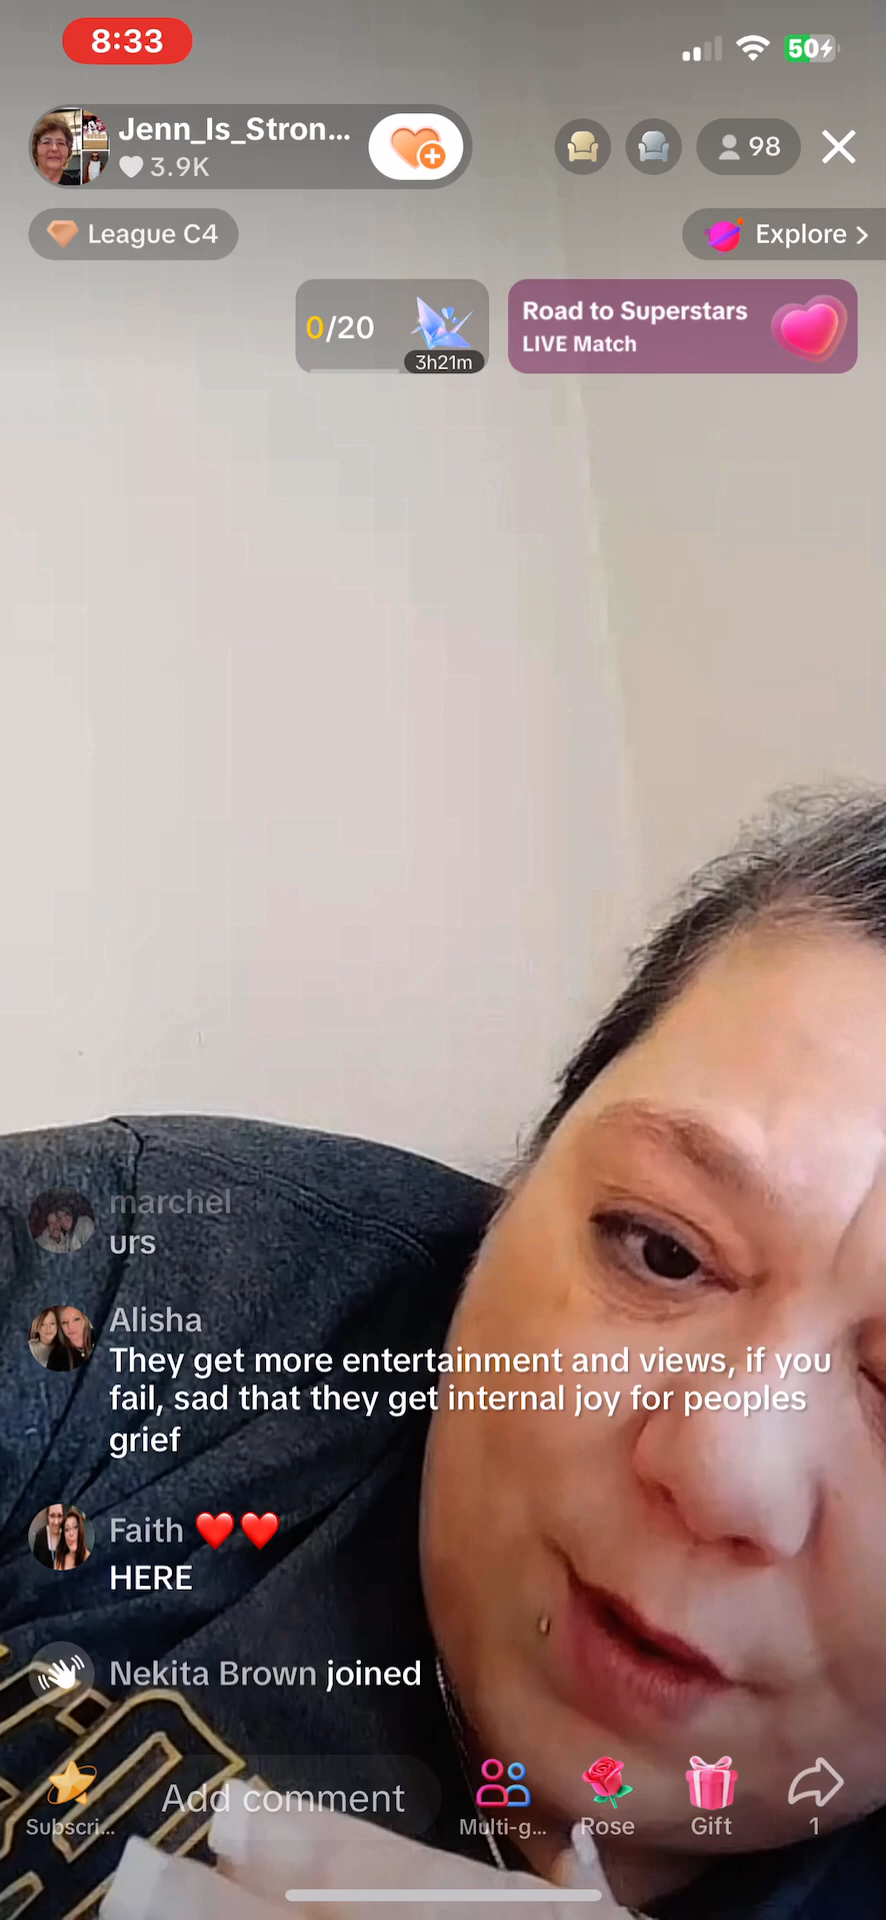 8:33
50
Jenn_Is_Stron...
3.9K
98
League C4
Explore >
0/20
3h21m
Road to Superstars
LIVE Match
marchel
urs
Alisha
They get more entertainment and views, if you
fail, sad that they get internal joy for peoples
grief
Faith ❤️❤️
HERE
Nekita Brown joined
Add comment
Subscri...
Multi-g...
Rose
Gift
1